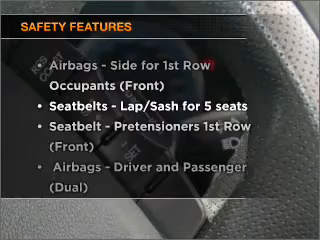 SAFETY FEATURES
• Airbags - Side for 1st Row
Occupants (Front)
• Seatbelts - Lap/Sash for 5 seats
• Seatbelt - Pretensioners 1st Row
(Front)
• Airbags - Driver and Passenger
(Dual)
SET